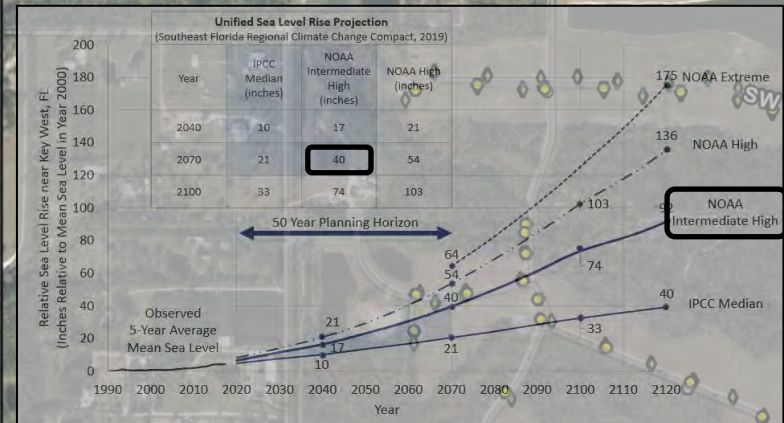 Unified Sea Level Rise Projection
(Southeast Florida Regional Climate Change Compact, 2019)
Year
IPCC
Median
(inches)
NOAA
Intermediate
High
(inches)
NOAA High
(inches)
2040 10 17 21
2070 21 40 54
2100 33 74 103
50 Year Planning Horizon
Relative Sea Level Rise near Key West, FL
(Inches Relative to Mean Sea Level in Year 2000)
200
180
160
140
120
100
80
60
40
20
0
Observed
5-Year Average
Mean Sea Level
175 NOAA Extreme
SW
136
NOAA High
103
92
NOAA
Intermediate High
74
64
54
40
40
IPCC Median
33
21
21
17
10
1990 2000 2010 2020 2030 2040 2050 2060 2070 2080 2090 2100 2110 2120
Year